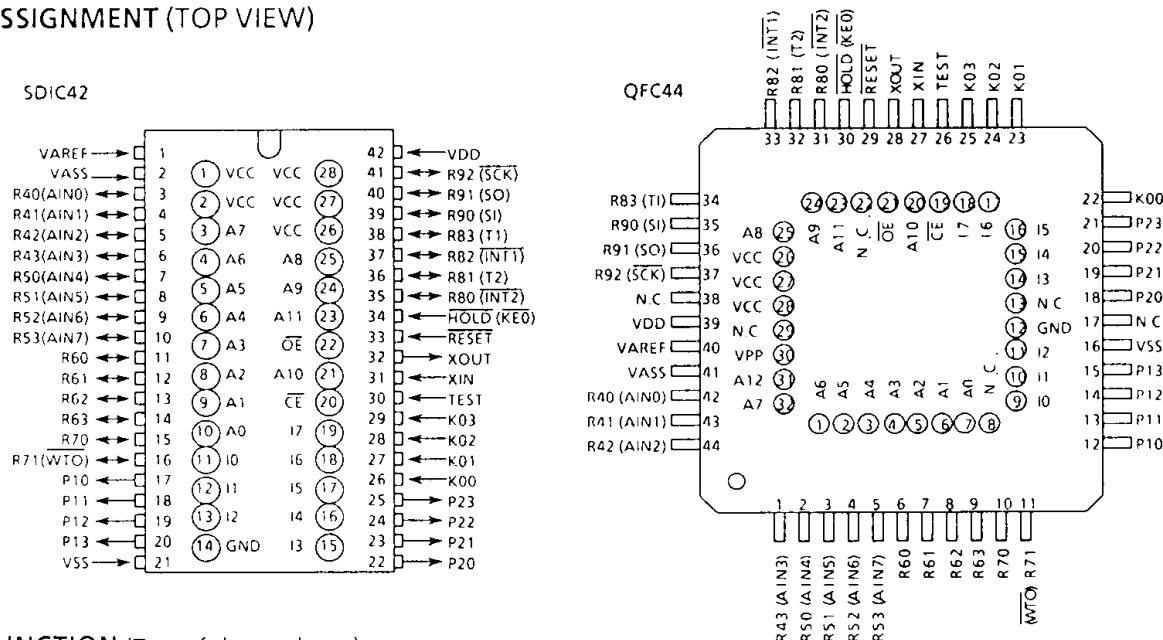 SSIGNMENT (TOP VIEW)
SDIC42
VAREF 1
VASS 2
R40(AIN0) 3
R41(AIN1) 4
R42(AIN2) 5
R43(AIN3) 6
R50(AIN4) 7
R51(AIN5) 8
R52(AIN6) 9
R53(AIN7) 10
R60 11
R61 12
R62 13
R63 14
R70 15
R71(WTO) 16
P10 17
P11 18
P12 19
P13 20
VSS 21
1 VCC VCC 28
2 VCC VCC 27
3 A7 VCC 26
4 A6 A8 25
5 A5 A9 24
6 A4 A11 23
7 A3 OE 22
8 A2 A10 21
9 A1 CE 20
10 A0 I7 19
11 I0 I6 18
12 I1 I5 17
13 I2 I4 16
14 GND I3 15
42 VDD
41 R92 (SCK)
40 R91 (SO)
39 R90 (SI)
38 R83 (T1)
37 R82 (INT1)
36 R81 (T2)
35 R80 (INT2)
34 HOLD (KE0)
33 RESET
32 XOUT
31 XIN
30 TEST
29 K03
28 K02
27 K01
26 K00
25 P23
24 P22
23 P21
22 P20
QFC44
R82 (INT1) 33
R81 (T2) 32
R80 (INT2) 31
HOLD (KE0) 30
RESET 29
XOUT 28
XIN 27
TEST 26
K03 25
K02 24
K01 23
R83 (TI) 34
R90 (SI) 35
R91 (SO) 36
R92 (SCK) 37
N.C. 38
VDD 39
VAREF 40
VASS 41
R40 (AIN0) 42
R41 (AIN1) 43
R42 (AIN2) 44
24 23 22 21 20 19 18 17
A9 A11 N.C. OE A10 CE I7 I6
A8 25
VCC 26
VCC 27
VCC 28
N.C 29
VPP 30
A12 31
A7 32
16 I5
15 I4
14 I3
13 N C
12 GND
11 I2
10 I1
9 I0
A6 A5 A4 A3 A2 A1 A0 N.C.
1 2 3 4 5 6 7 8
22 K00
21 P23
20 P22
19 P21
18 P20
17 N C
16 VSS
15 P13
14 P12
13 P11
12 P10
1 R43 (AIN3)
2 R50 (AIN4)
3 R51 (AIN5)
4 R52 (AIN6)
5 R53 (AIN7)
6 R60
7 R61
8 R62
9 R63
10 R70
11 (WTO) R71